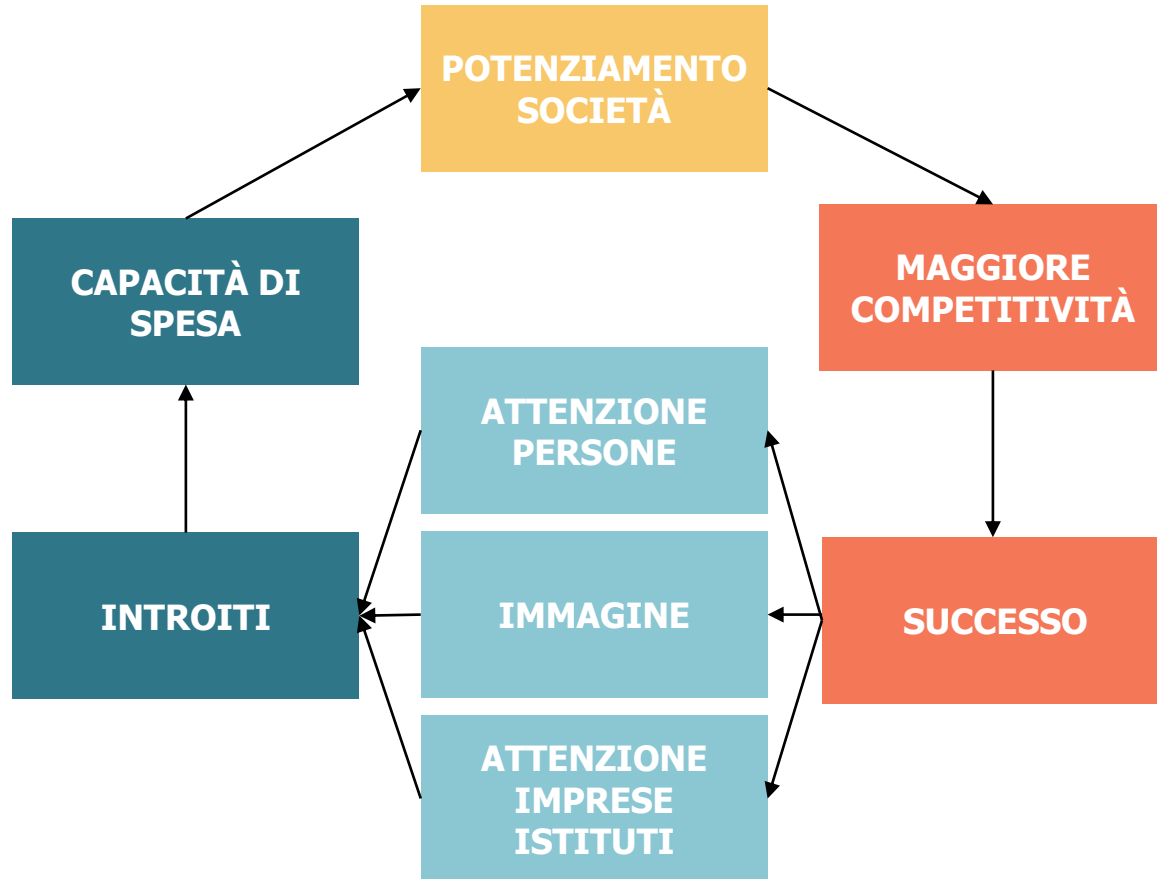 POTENZIAMENTO
SOCIETÀ
CAPACITÀ DI
SPESA
MAGGIORE
COMPETITIVITÀ
ATTENZIONE
PERSONE
INTROITI
IMMAGINE
SUCCESSO
ATTENZIONE
IMPRESE
ISTITUTI